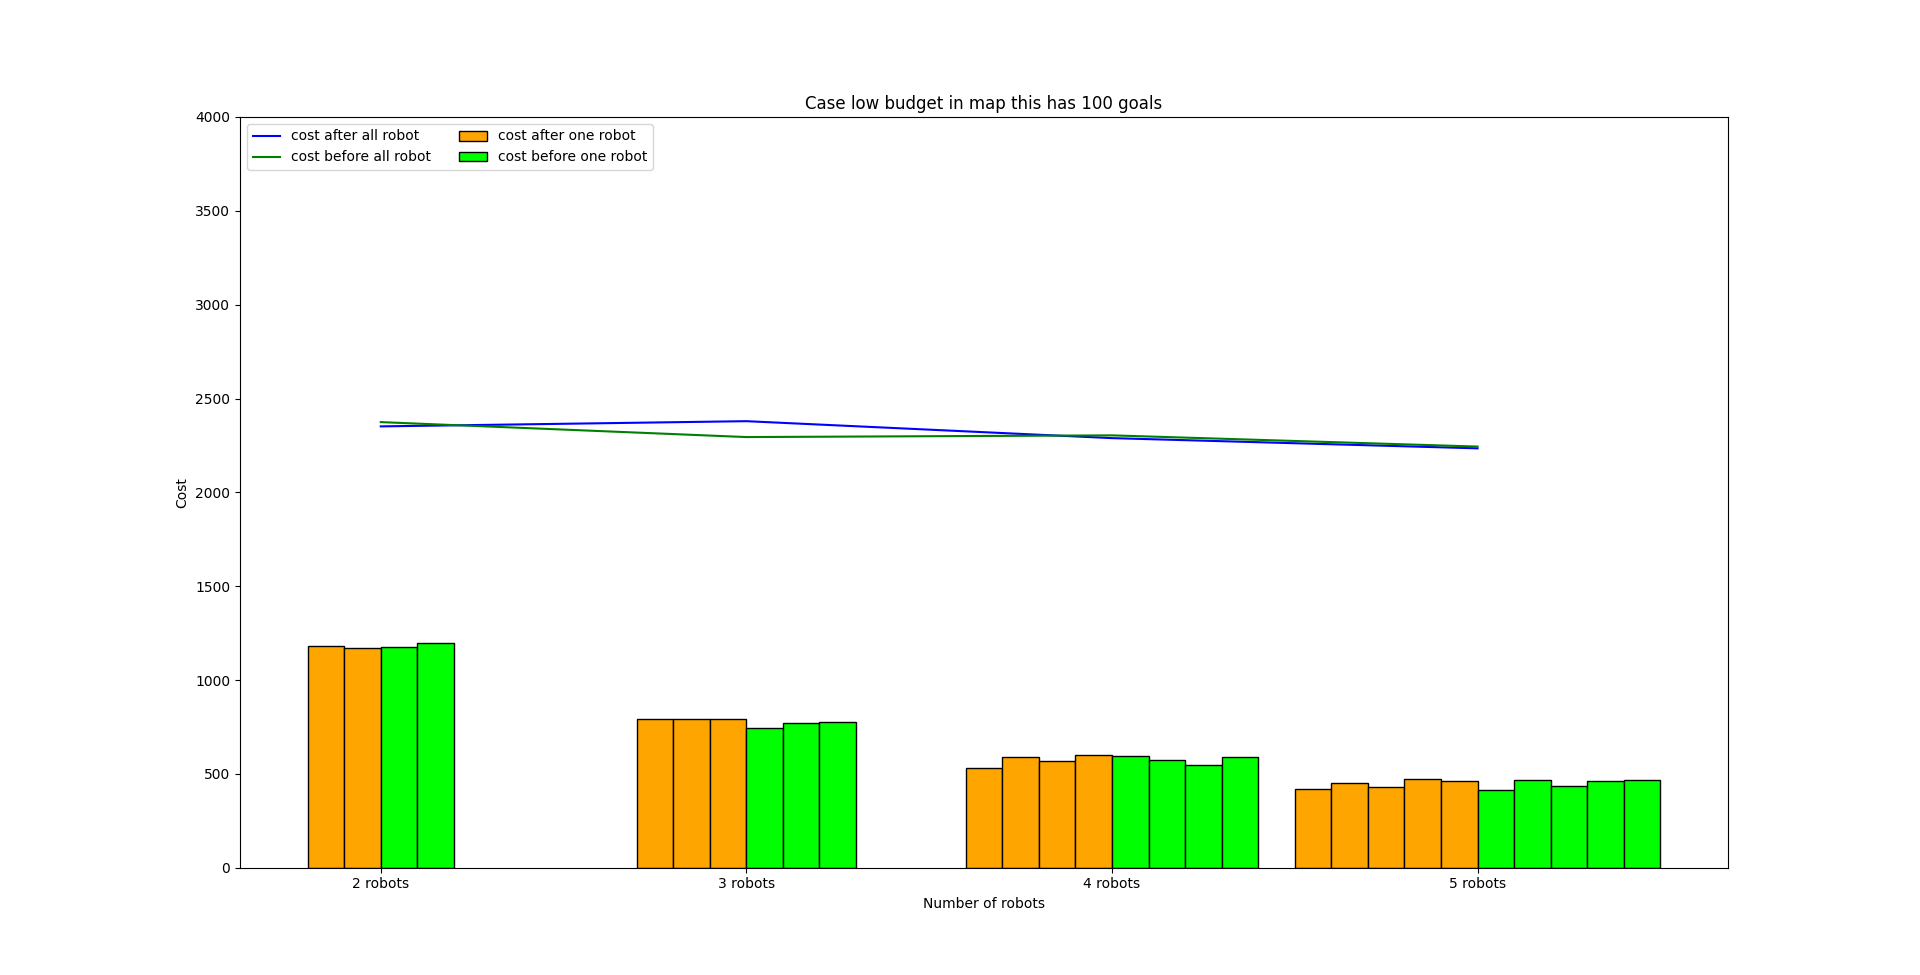 Case low budget in map this has 100 goals
cost after all robot
cost before all robot
cost after one robot
cost before one robot
4000
3500
3000
2500
2000
1500
1000
500
0
Cost
2 robots
3 robots
4 robots
5 robots
Number of robots